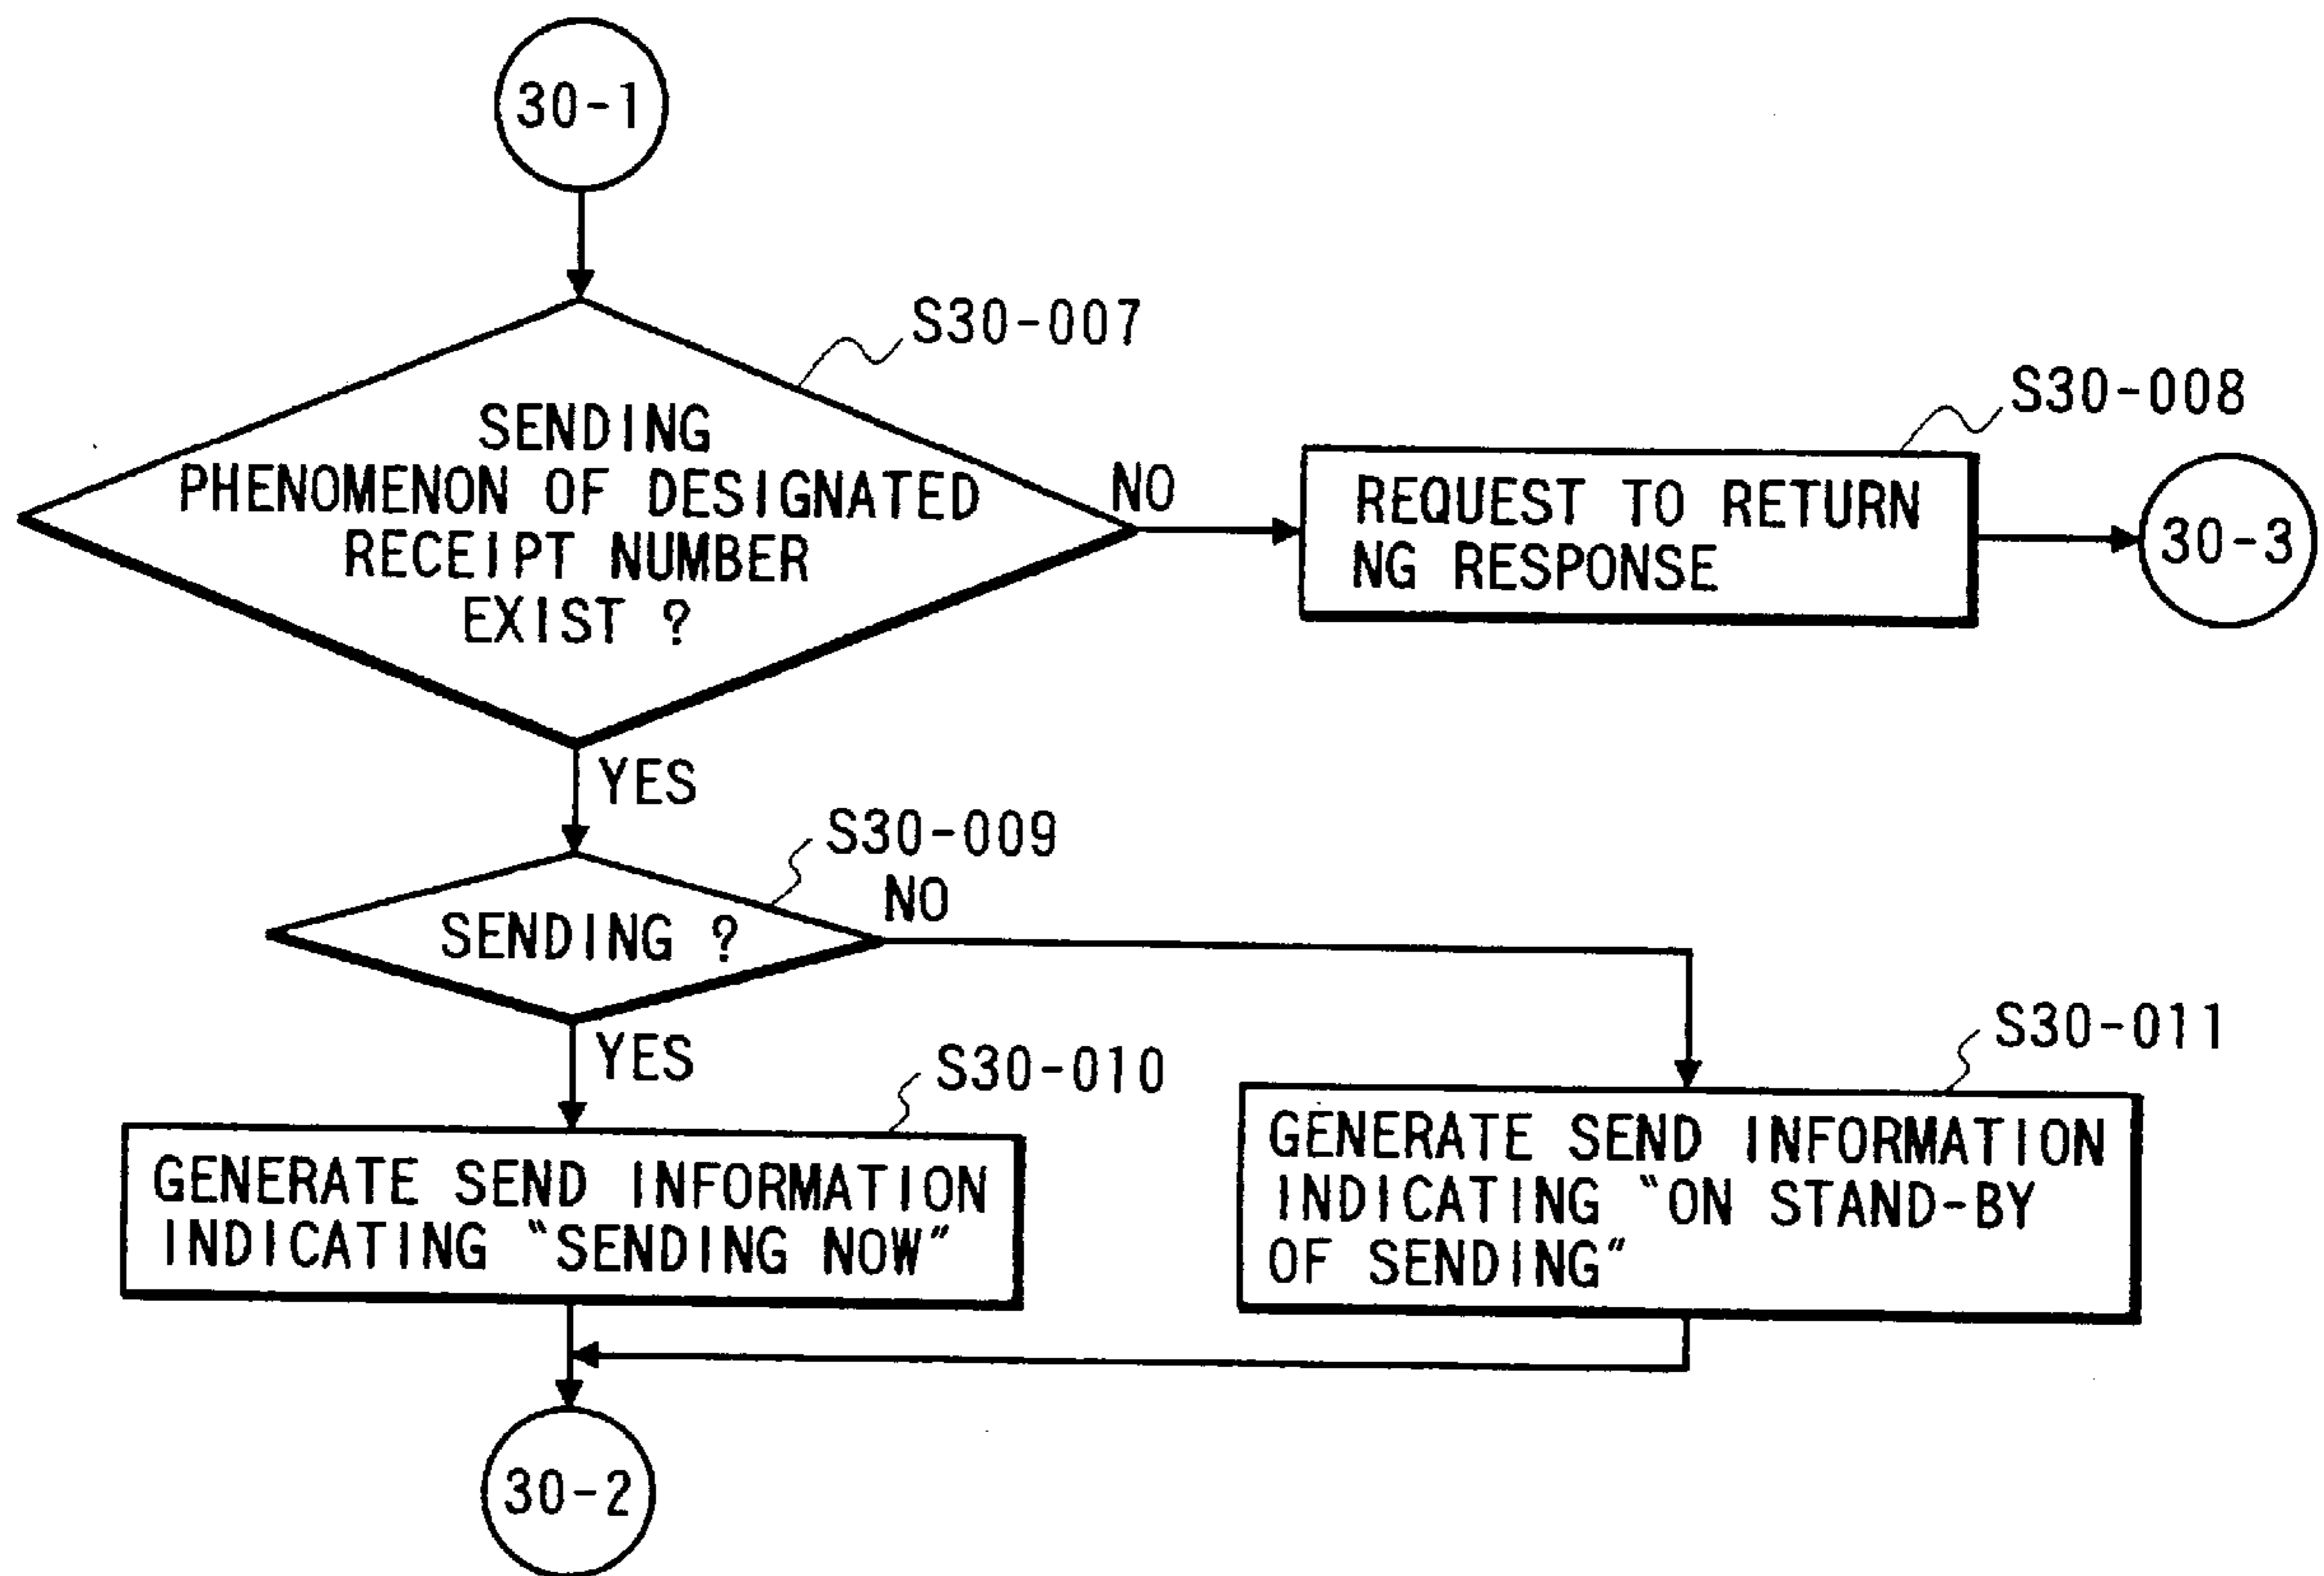 30-1
S30-007
SENDING
PHENOMENON OF DESIGNATED
RECEIPT NUMBER
EXIST ?
NO
S30-008
REQUEST TO RETURN
NG RESPONSE
30-3
YES
S30-009
SENDING ?
NO
YES
S30-010
GENERATE SEND INFORMATION
INDICATING "SENDING NOW"
S30-011
GENERATE SEND INFORMATION
INDICATING "ON STAND-BY
OF SENDING"
30-2